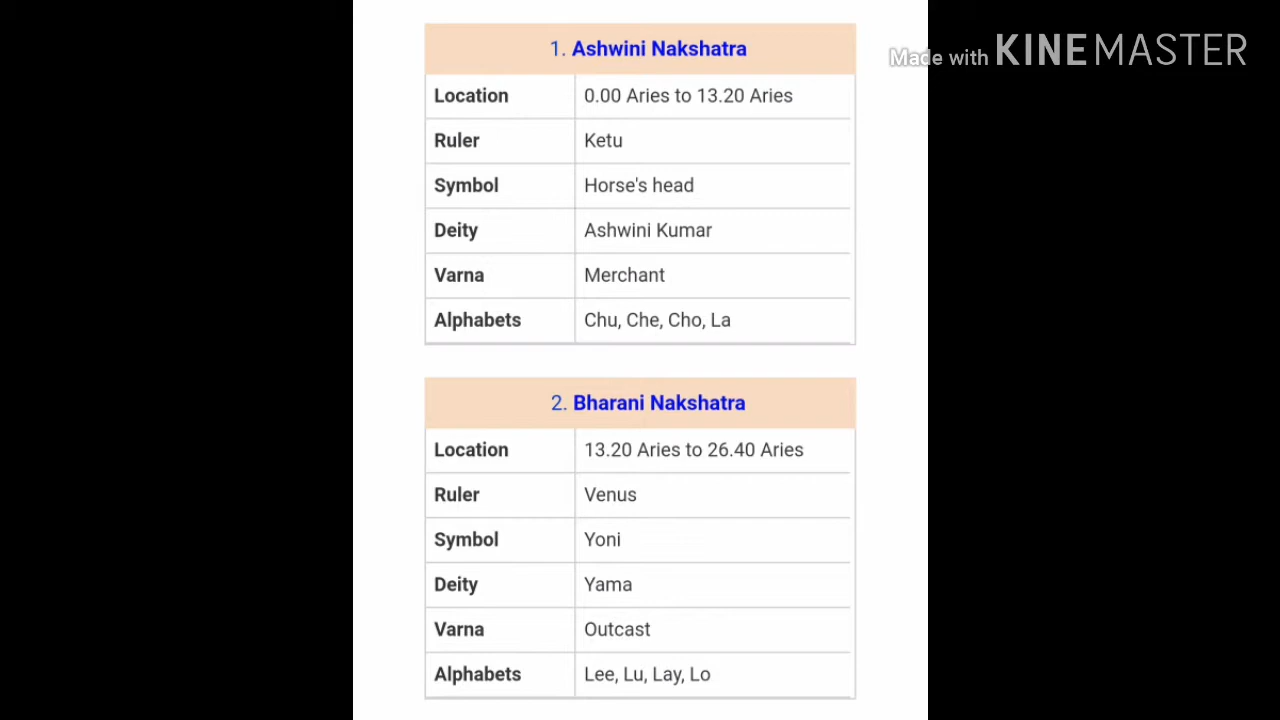 Made with KINEMASTER
1. Ashwini Nakshatra
Location 0.00 Aries to 13.20 Aries
Ruler Ketu
Symbol Horse's head
Deity Ashwini Kumar
Varna Merchant
Alphabets Chu, Che, Cho, La
2. Bharani Nakshatra
Location 13.20 Aries to 26.40 Aries
Ruler Venus
Symbol Yoni
Deity Yama
Varna Outcast
Alphabets Lee, Lu, Lay, Lo